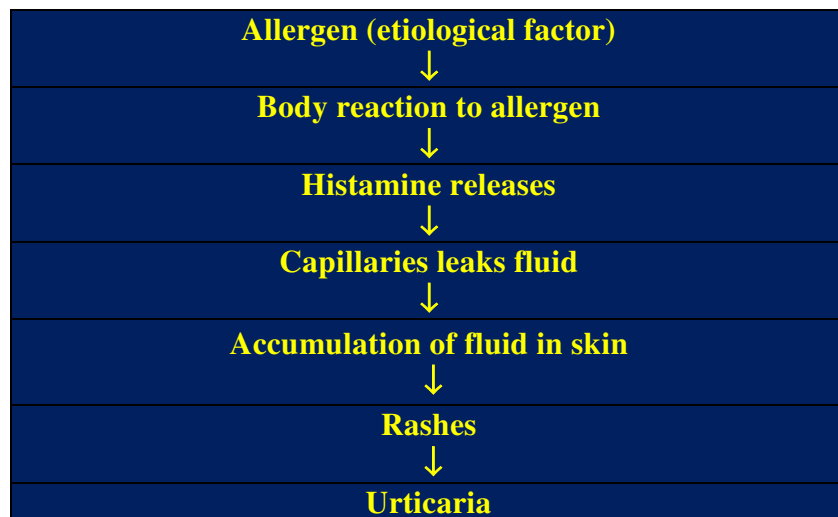 Allergen (etiological factor)
↓
Body reaction to allergen
↓
Histamine releases
↓
Capillaries leaks fluid
↓
Accumulation of fluid in skin
↓
Rashes
↓
Urticaria